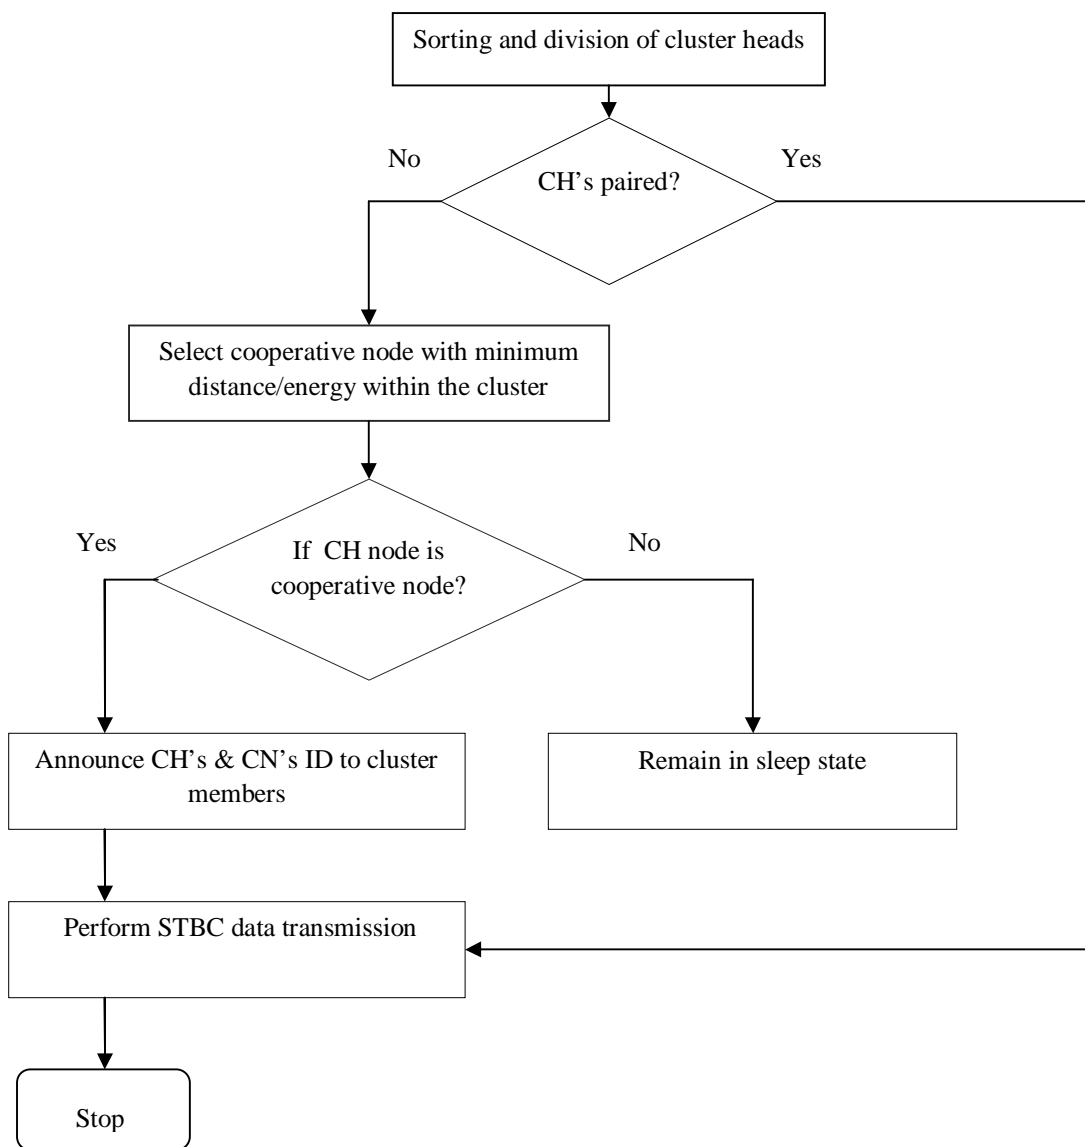 Sorting and division of cluster heads
No
Yes
CH’s paired?
Select cooperative node with minimum
distance/energy within the cluster
Yes
No
If CH node is
cooperative node?
Announce CH’s & CN’s ID to cluster
members
Remain in sleep state
Perform STBC data transmission
Stop